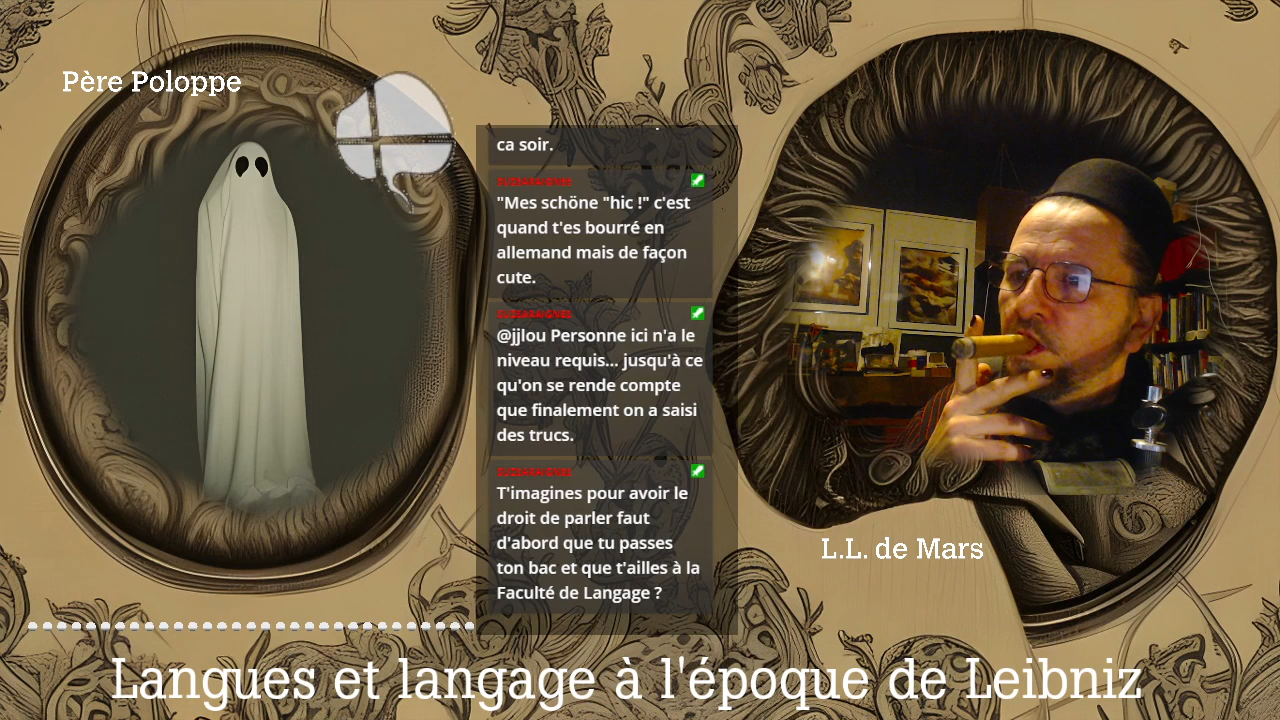 Père Poloppe
ca soir.
"Mes schöne "hic !" c'est
quand t'es bourré en
allemand mais de façon
cute.
@jjlou Personne ici n'a le
niveau requis... jusqu'à ce
qu'on se rende compte
que finalement on a saisi
des trucs.
T'imagines pour avoir le
droit de parler faut
d'abord que tu passes
ton bac et que t'ailles à la
Faculté de Langage ?
L.L. de Mars
Langues et langage à l'époque de Leibniz